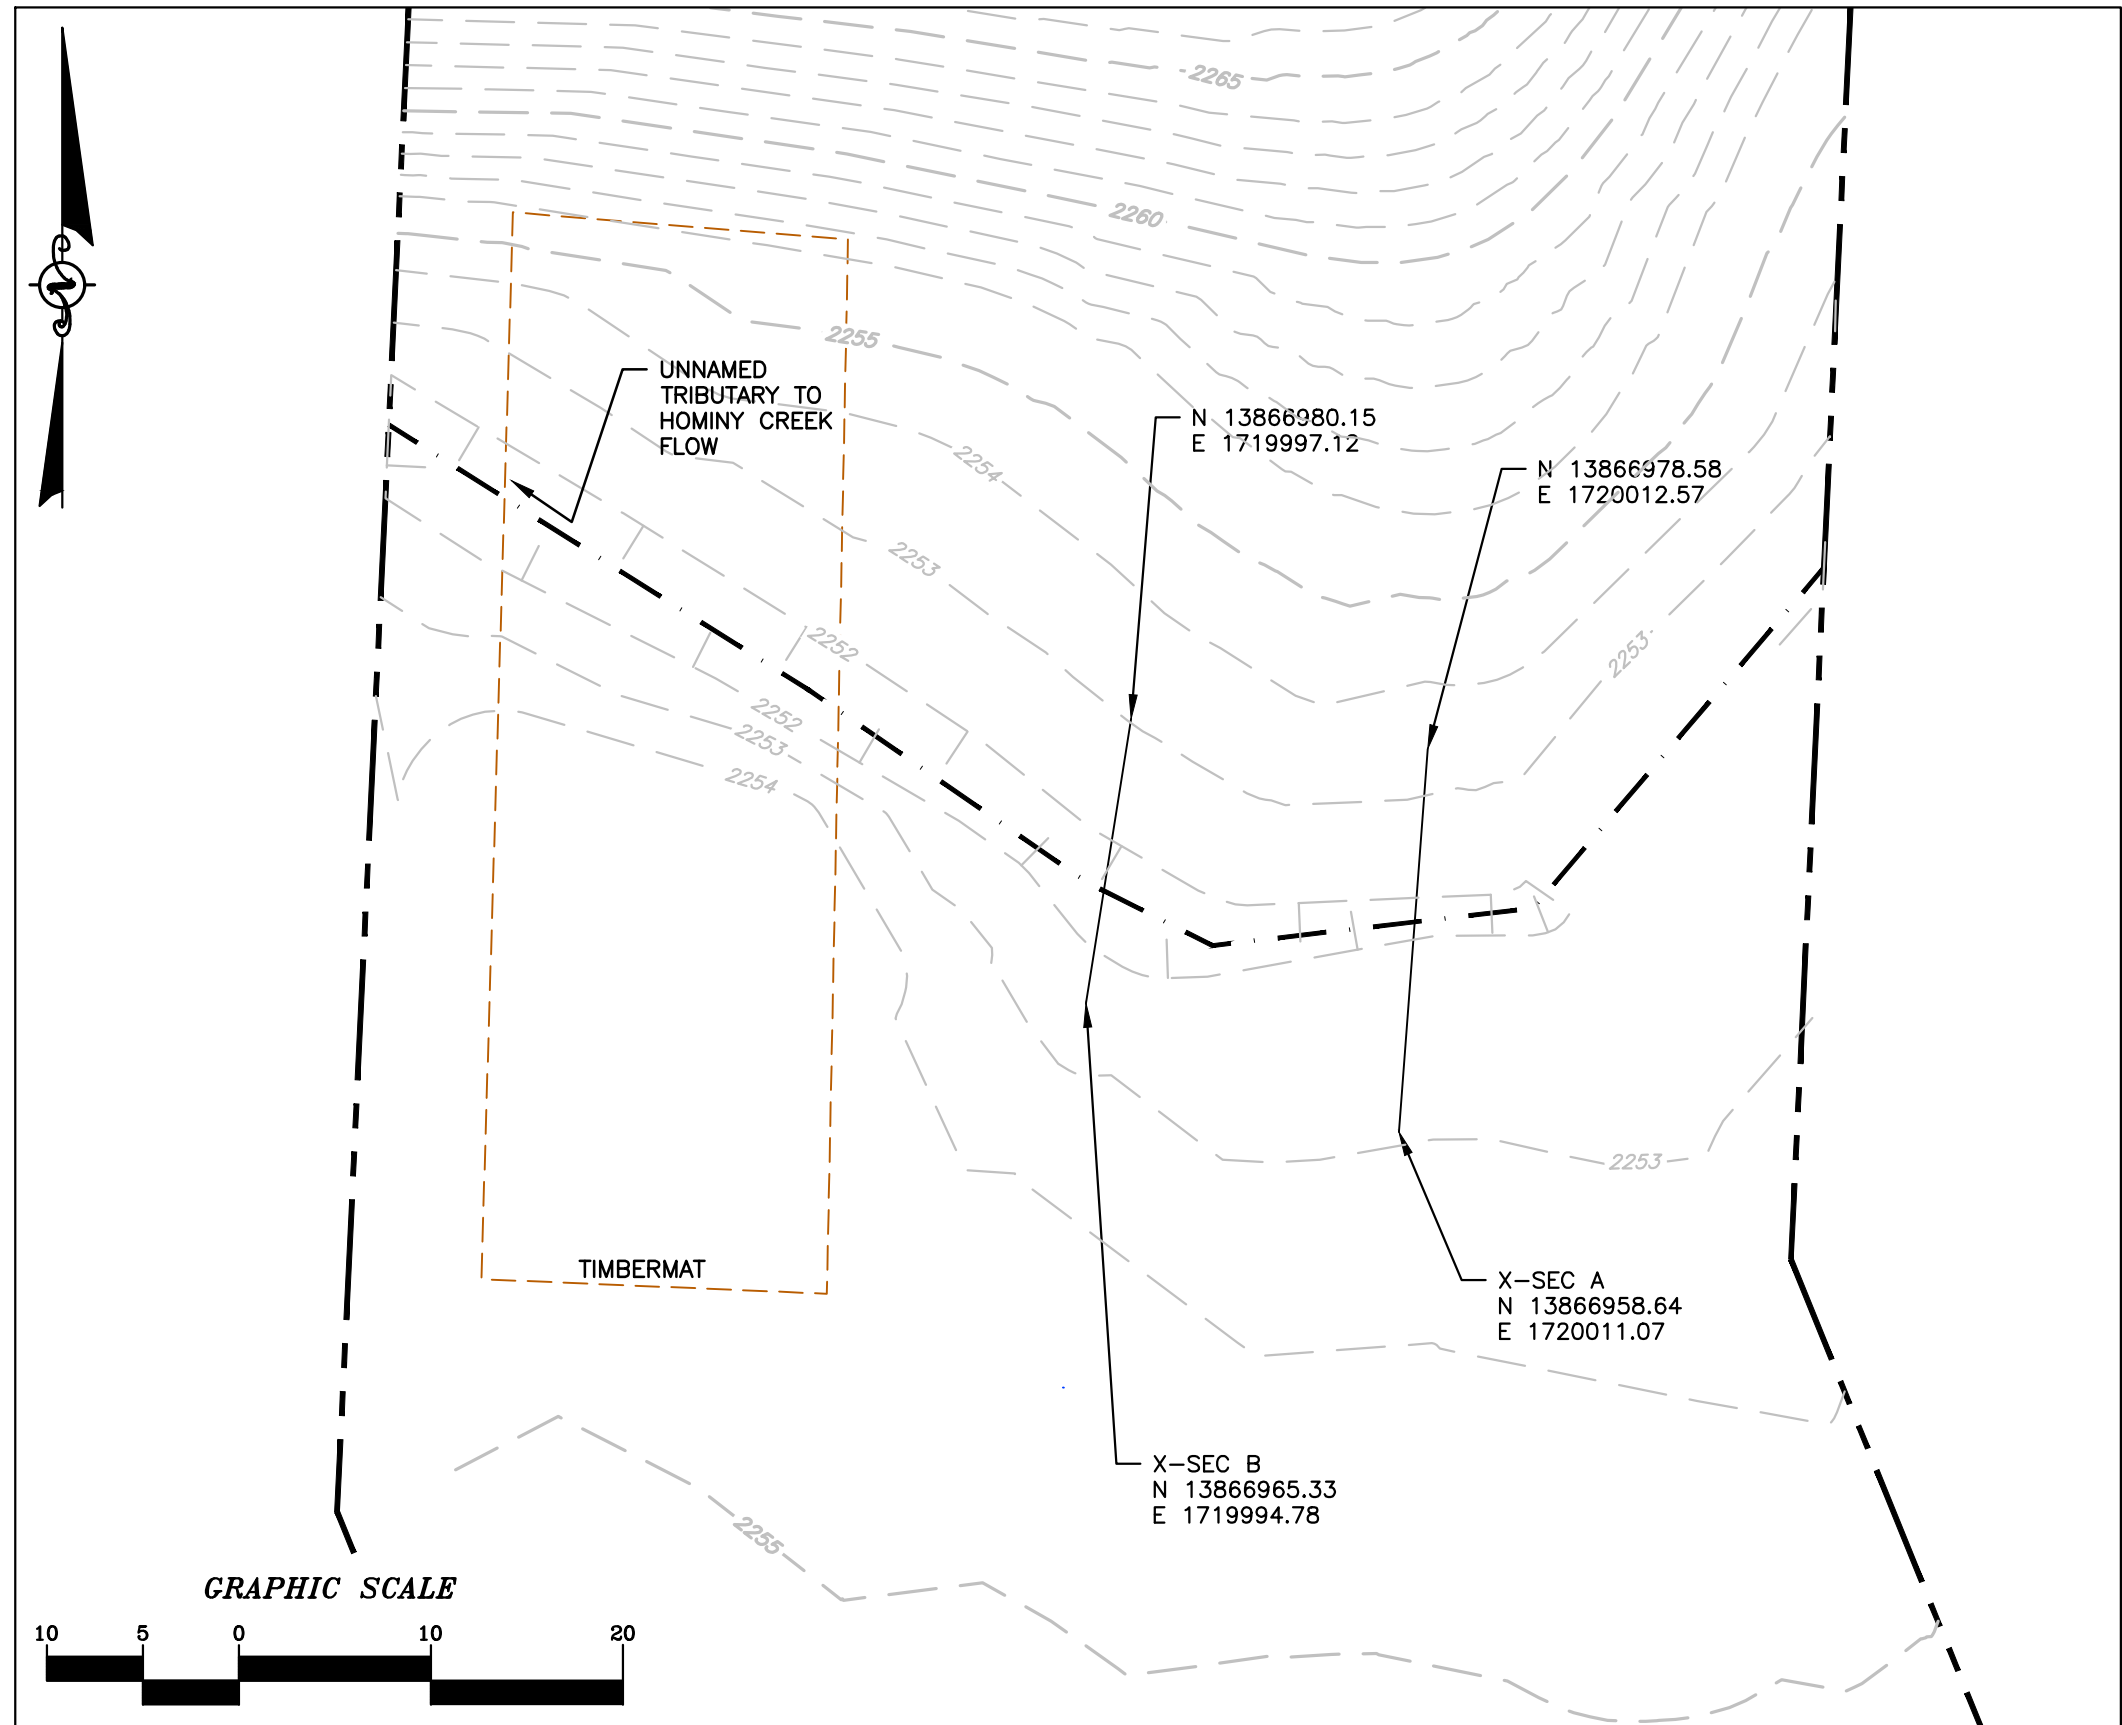 2265
2260
2255
UNNAMED
TRIBUTARY TO
HOMINY CREEK
FLOW
N 13866980.15
E 1719997.12
2254
N 13866978.58
E 1720012.57
2253
2252
2253
2252
2253
2254
2253
TIMBERMAT
X-SEC A
N 13866958.64
E 1720011.07
X-SEC B
N 13866965.33
E 1719994.78
2255
GRAPHIC SCALE
10 5 0 10 20